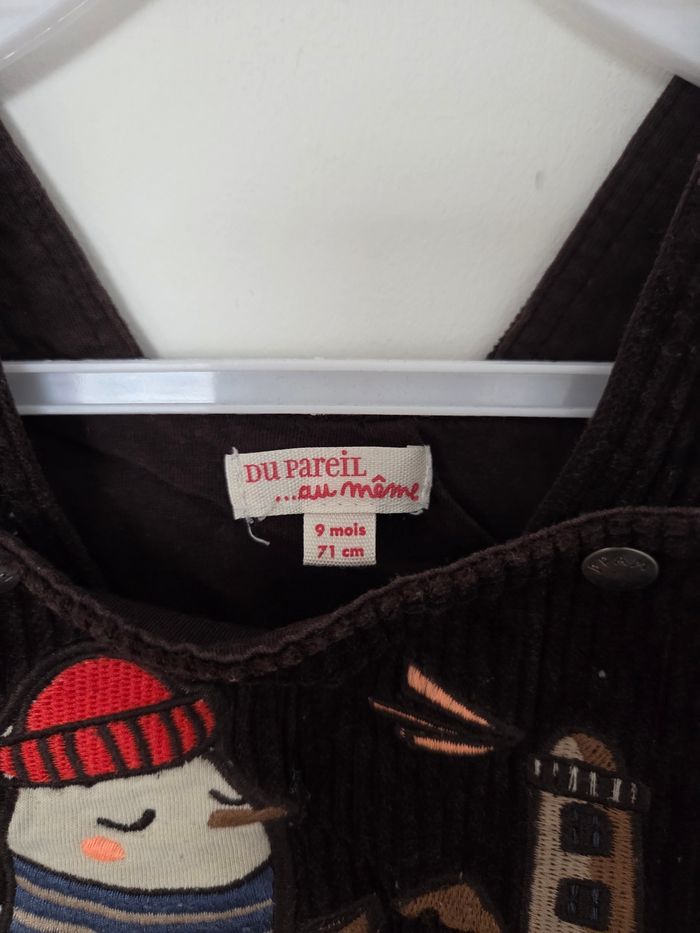 DU PAREIL
...au même
9 mois
71 cm